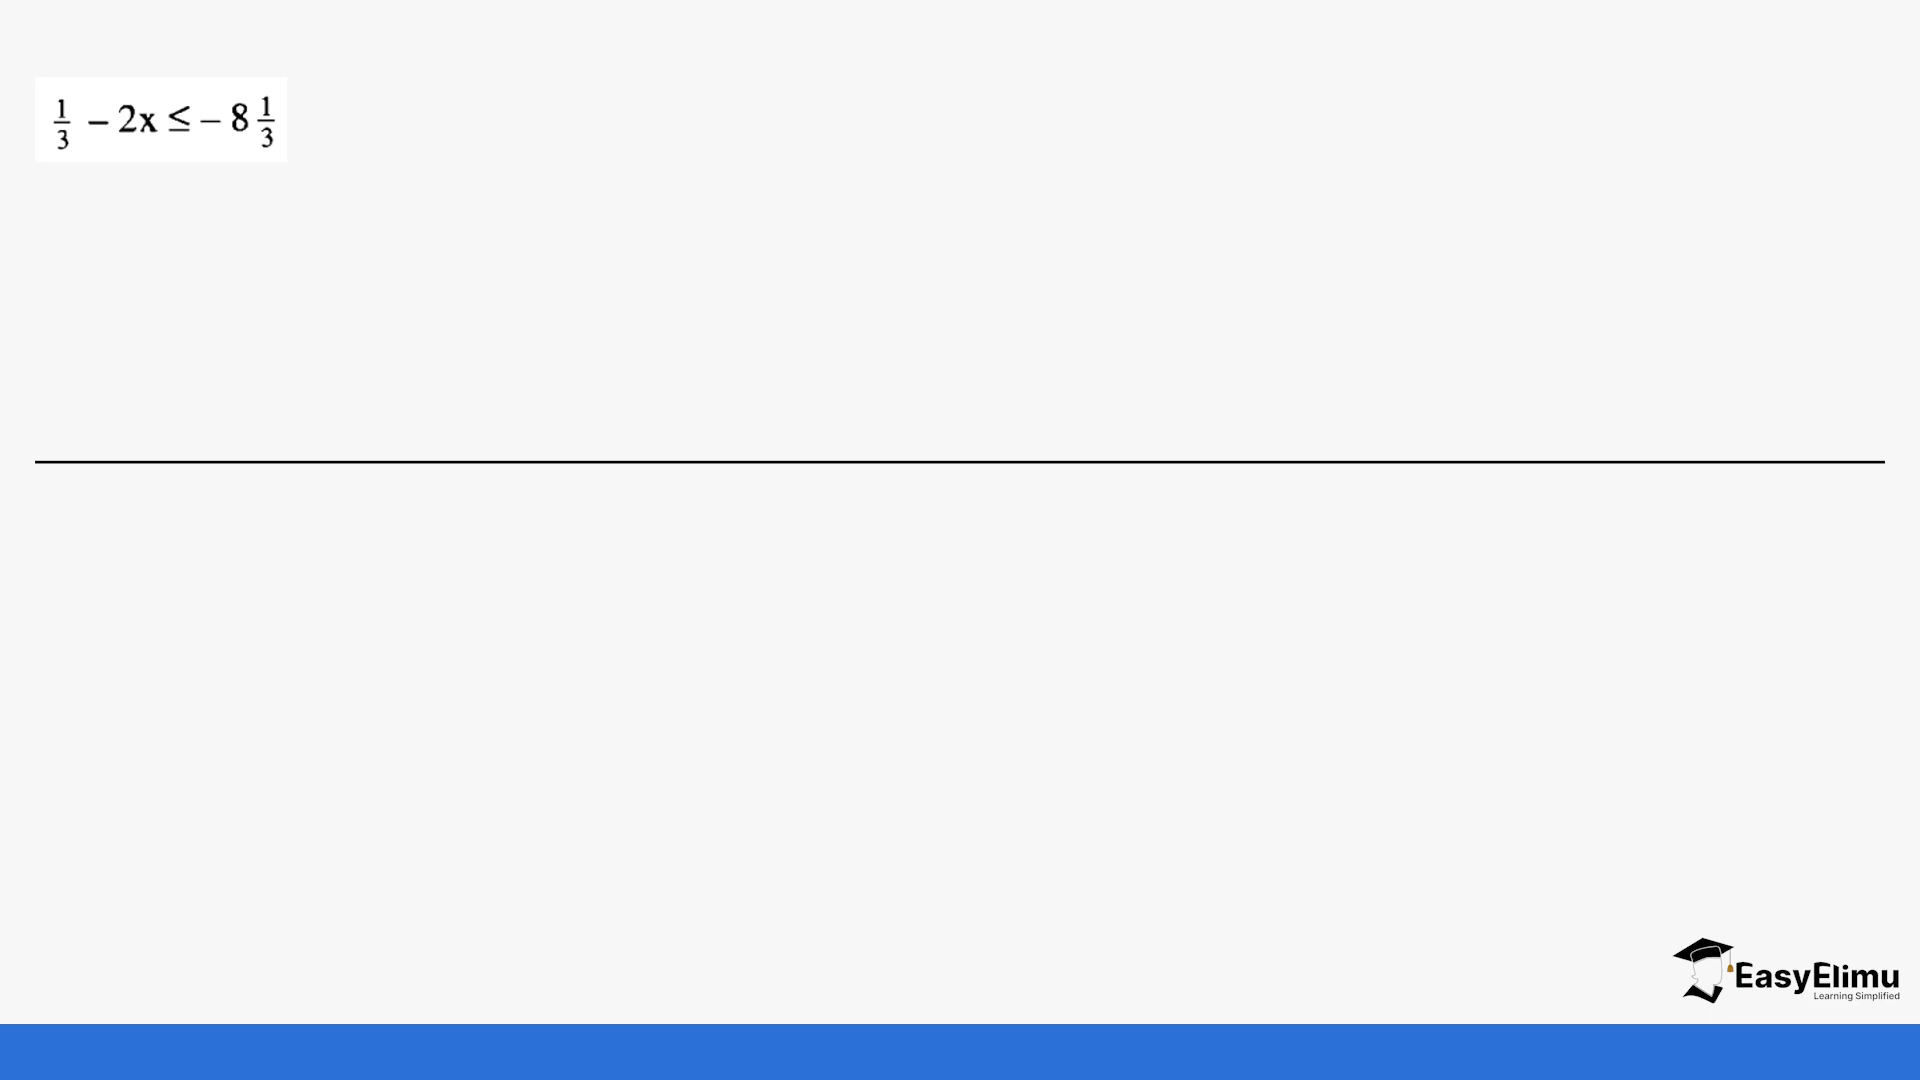 1/3 – 2x ≤ – 8 1/3
EasyElimu
Learning Simplified